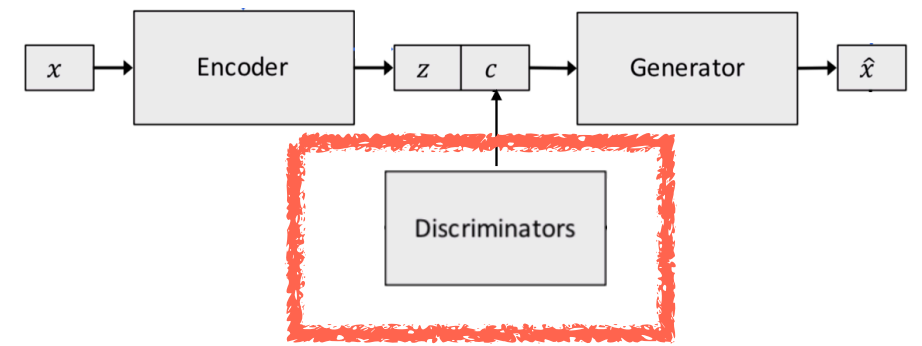 x
Encoder
z
c
Generator
x̂
Discriminators